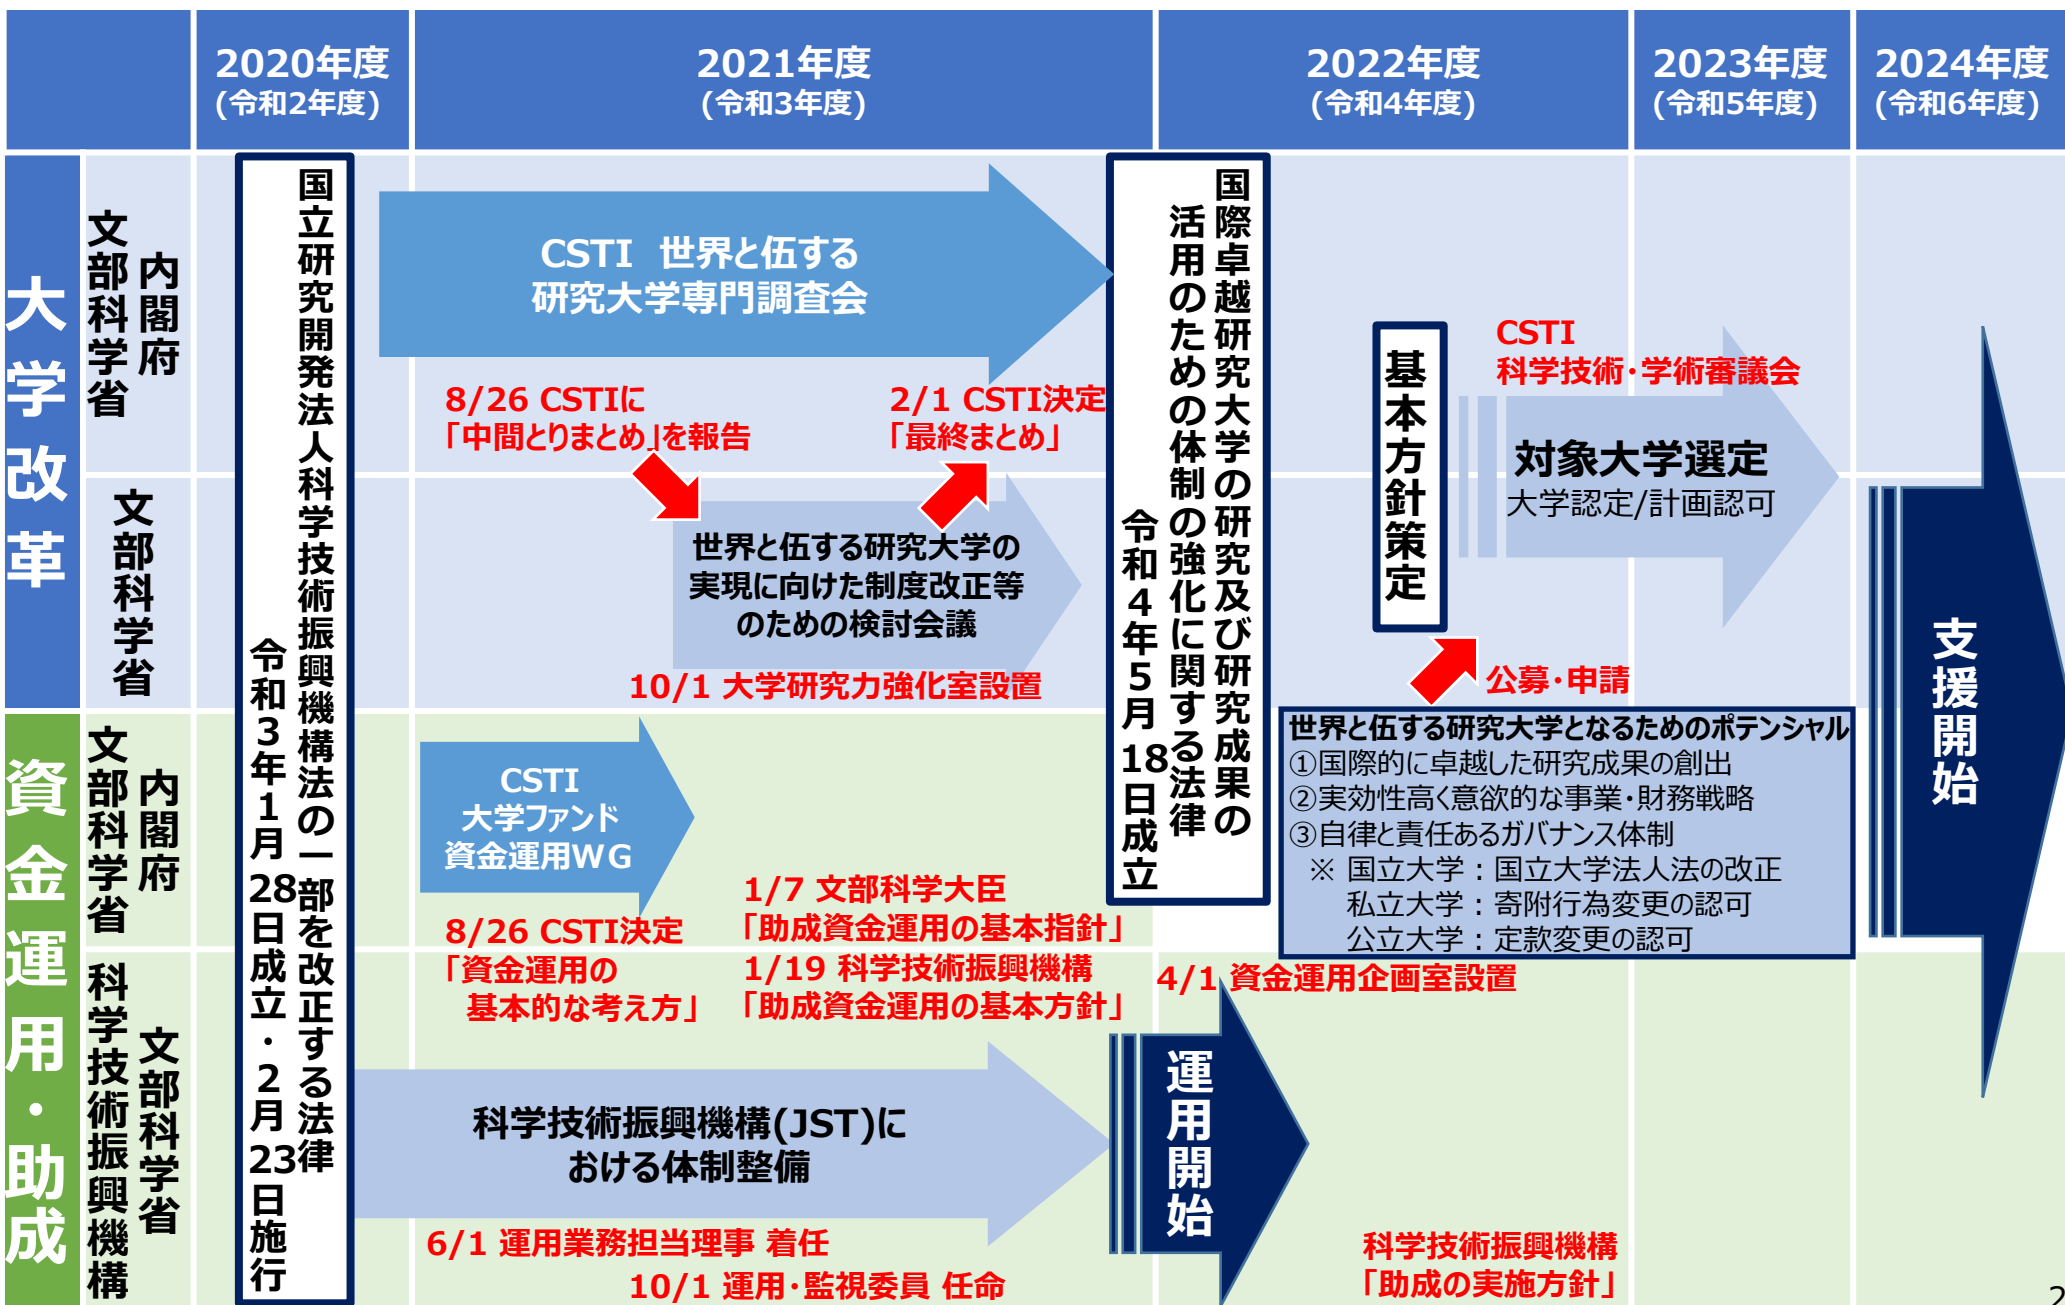 2020年度
(令和2年度)
2021年度
(令和3年度)
2022年度
(令和4年度)
2023年度
(令和5年度)
2024年度
(令和6年度)
大学改革
内閣府
文部科学省
文部科学省
国立研究開発法人科学技術振興機構法の一部を改正する法律
令和3年1月28日成立・2月23日施行
CSTI 世界と伍する
研究大学専門調査会
8/26 CSTIに
「中間とりまとめ」を報告
2/1 CSTI決定
「最終まとめ」
世界と伍する研究大学の
実現に向けた制度改正等
のための検討会議
10/1 大学研究力強化室設置
国際卓越研究大学の研究及び研究成果の
活用のための体制の強化に関する法律
令和4年5月18日成立
基本方針策定
CSTI
科学技術・学術審議会
対象大学選定
大学認定/計画認可
公募・申請
世界と伍する研究大学となるためのポテンシャル
①国際的に卓越した研究成果の創出
②実効性高く意欲的な事業・財務戦略
③自律と責任あるガバナンス体制
※ 国立大学：国立大学法人法の改正
私立大学：寄附行為変更の認可
公立大学：定款変更の認可
支援開始
資金運用・助成
内閣府
文部科学省
文部科学省
科学技術振興機構
CSTI
大学ファンド
資金運用WG
8/26 CSTI決定
「資金運用の
基本的な考え方」
1/7 文部科学大臣
「助成資金運用の基本指針」
1/19 科学技術振興機構
「助成資金運用の基本方針」
4/1 資金運用企画室設置
科学技術振興機構(JST)に
おける体制整備
6/1 運用業務担当理事 着任
10/1 運用・監視委員 任命
運用開始
科学技術振興機構
「助成の実施方針」
2